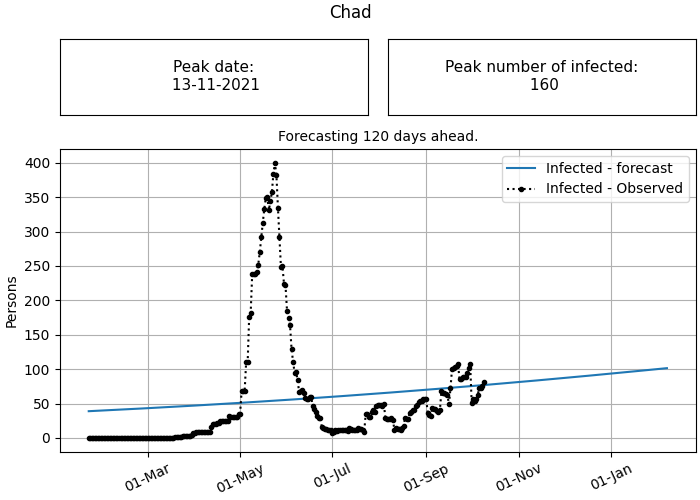 Chad
Peak date:
13-11-2021
Peak number of infected:
160
Forecasting 120 days ahead.
Infected - forecast
Infected - Observed
Persons
400
350
300
250
200
150
100
50
0
01-Mar
01-May
01-Jul
01-Sep
01-Nov
01-Jan